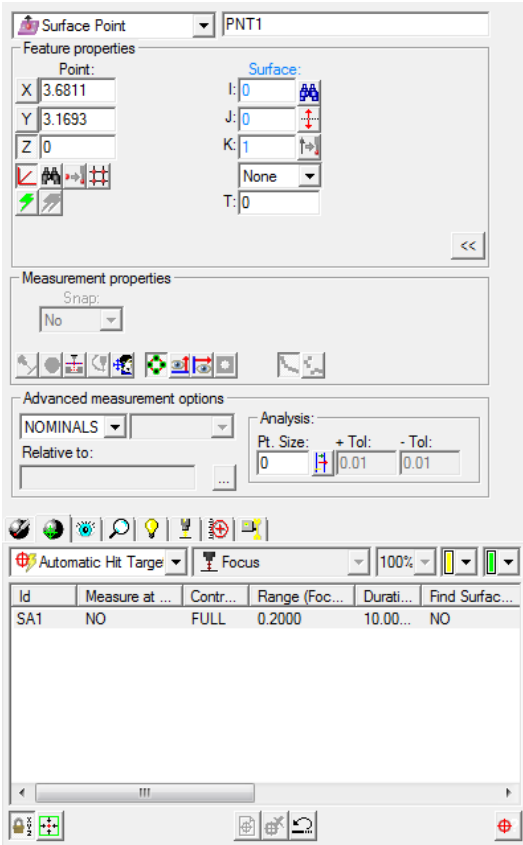 Surface Point PNT1
Feature properties
Point: Surface:
X 3.6811 I: 0
Y 3.1693 J: 0
Z 0 K: 1
None
T: 0
<<
Measurement properties
Snap:
No
Advanced measurement options
NOMINALS
Analysis:
Pt. Size: + Tol: - Tol:
Relative to:
0 0.01 0.01
...
Automatic Hit Targe Focus 100%
Id Measure at ... Contr... Range (Foc... Durati... Find Surfac...
SA1 NO FULL 0.2000 10.00... NO